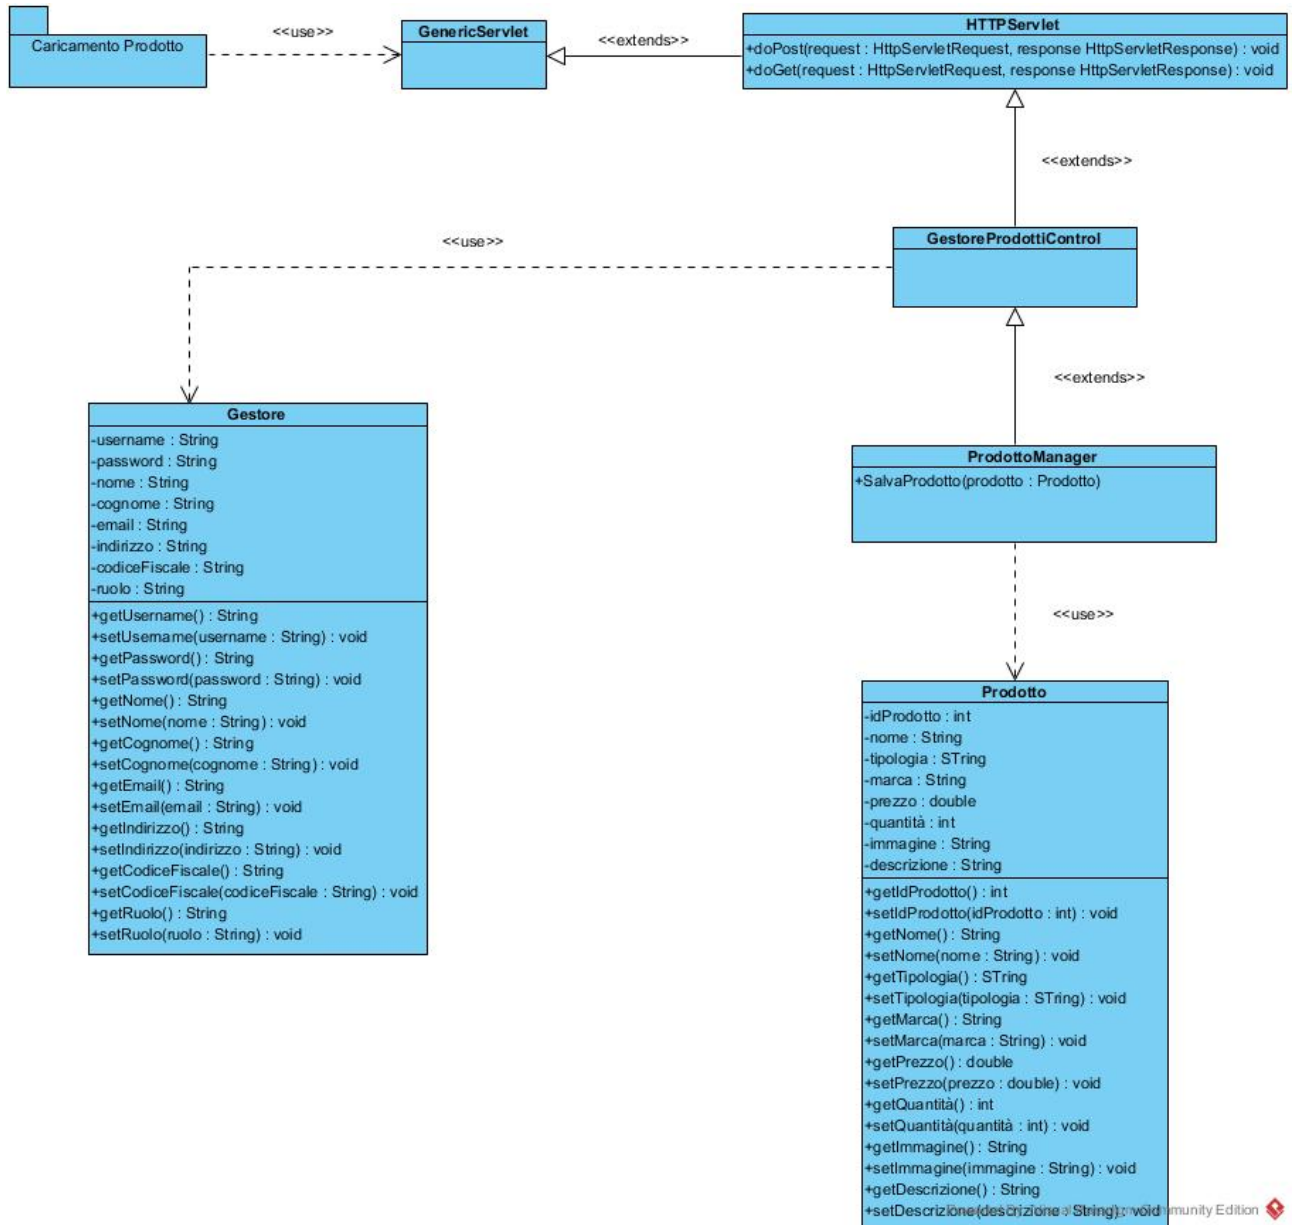 Caricamento Prodotto
<<use>>
GenericServlet
<<extends>>
HTTPServlet
+doPost(request : HttpServletRequest, response HttpServletResponse) : void
+doGet(request : HttpServletRequest, response HttpServletResponse) : void
<<extends>>
GestoreProdottiControl
<<use>>
<<extends>>
Gestore
-username : String
-password : String
-nome : String
-cognome : String
-email : String
-indirizzo : String
-codiceFiscale : String
-ruolo : String
+getUsername() : String
+setUsername(username : String) : void
+getPassword() : String
+setPassword(password : String) : void
+getNome() : String
+setNome(nome : String) : void
+getCognome() : String
+setCognome(cognome : String) : void
+getEmail() : String
+setEmail(email : String) : void
+getIndirizzo() : String
+setIndirizzo(indirizzo : String) : void
+getCodiceFiscale() : String
+setCodiceFiscale(codiceFiscale : String) : void
+getRuolo() : String
+setRuolo(ruolo : String) : void
ProdottoManager
+SalvaProdotto(prodotto : Prodotto)
<<use>>
Prodotto
-idProdotto : int
-nome : String
-tipologia : STring
-marca : String
-prezzo : double
-quantità : int
-immagine : String
-descrizione : String
+getIdProdotto() : int
+setIdProdotto(idProdotto : int) : void
+getNome() : String
+setNome(nome : String) : void
+getTipologia() : STring
+setTipologia(tipologia : STring) : void
+getMarca() : String
+setMarca(marca : String) : void
+getPrezzo() : double
+setPrezzo(prezzo : double) : void
+getQuantità() : int
+setQuantità(quantità : int) : void
+getImmagine() : String
+setImmagine(immagine : String) : void
+getDescrizione() : String
+setDescrizione(descrizione : String) : void
Edition